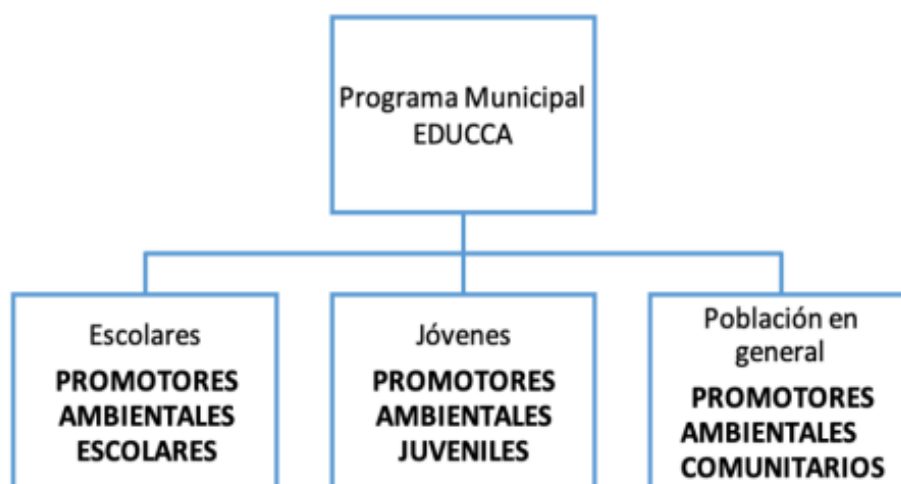 Programa Municipal
EDUCCA
Escolares
PROMOTORES
AMBIENTALES
ESCOLARES
Jóvenes
PROMOTORES
AMBIENTALES
JUVENILES
Población en
general
PROMOTORES
AMBIENTALES
COMUNITARIOS